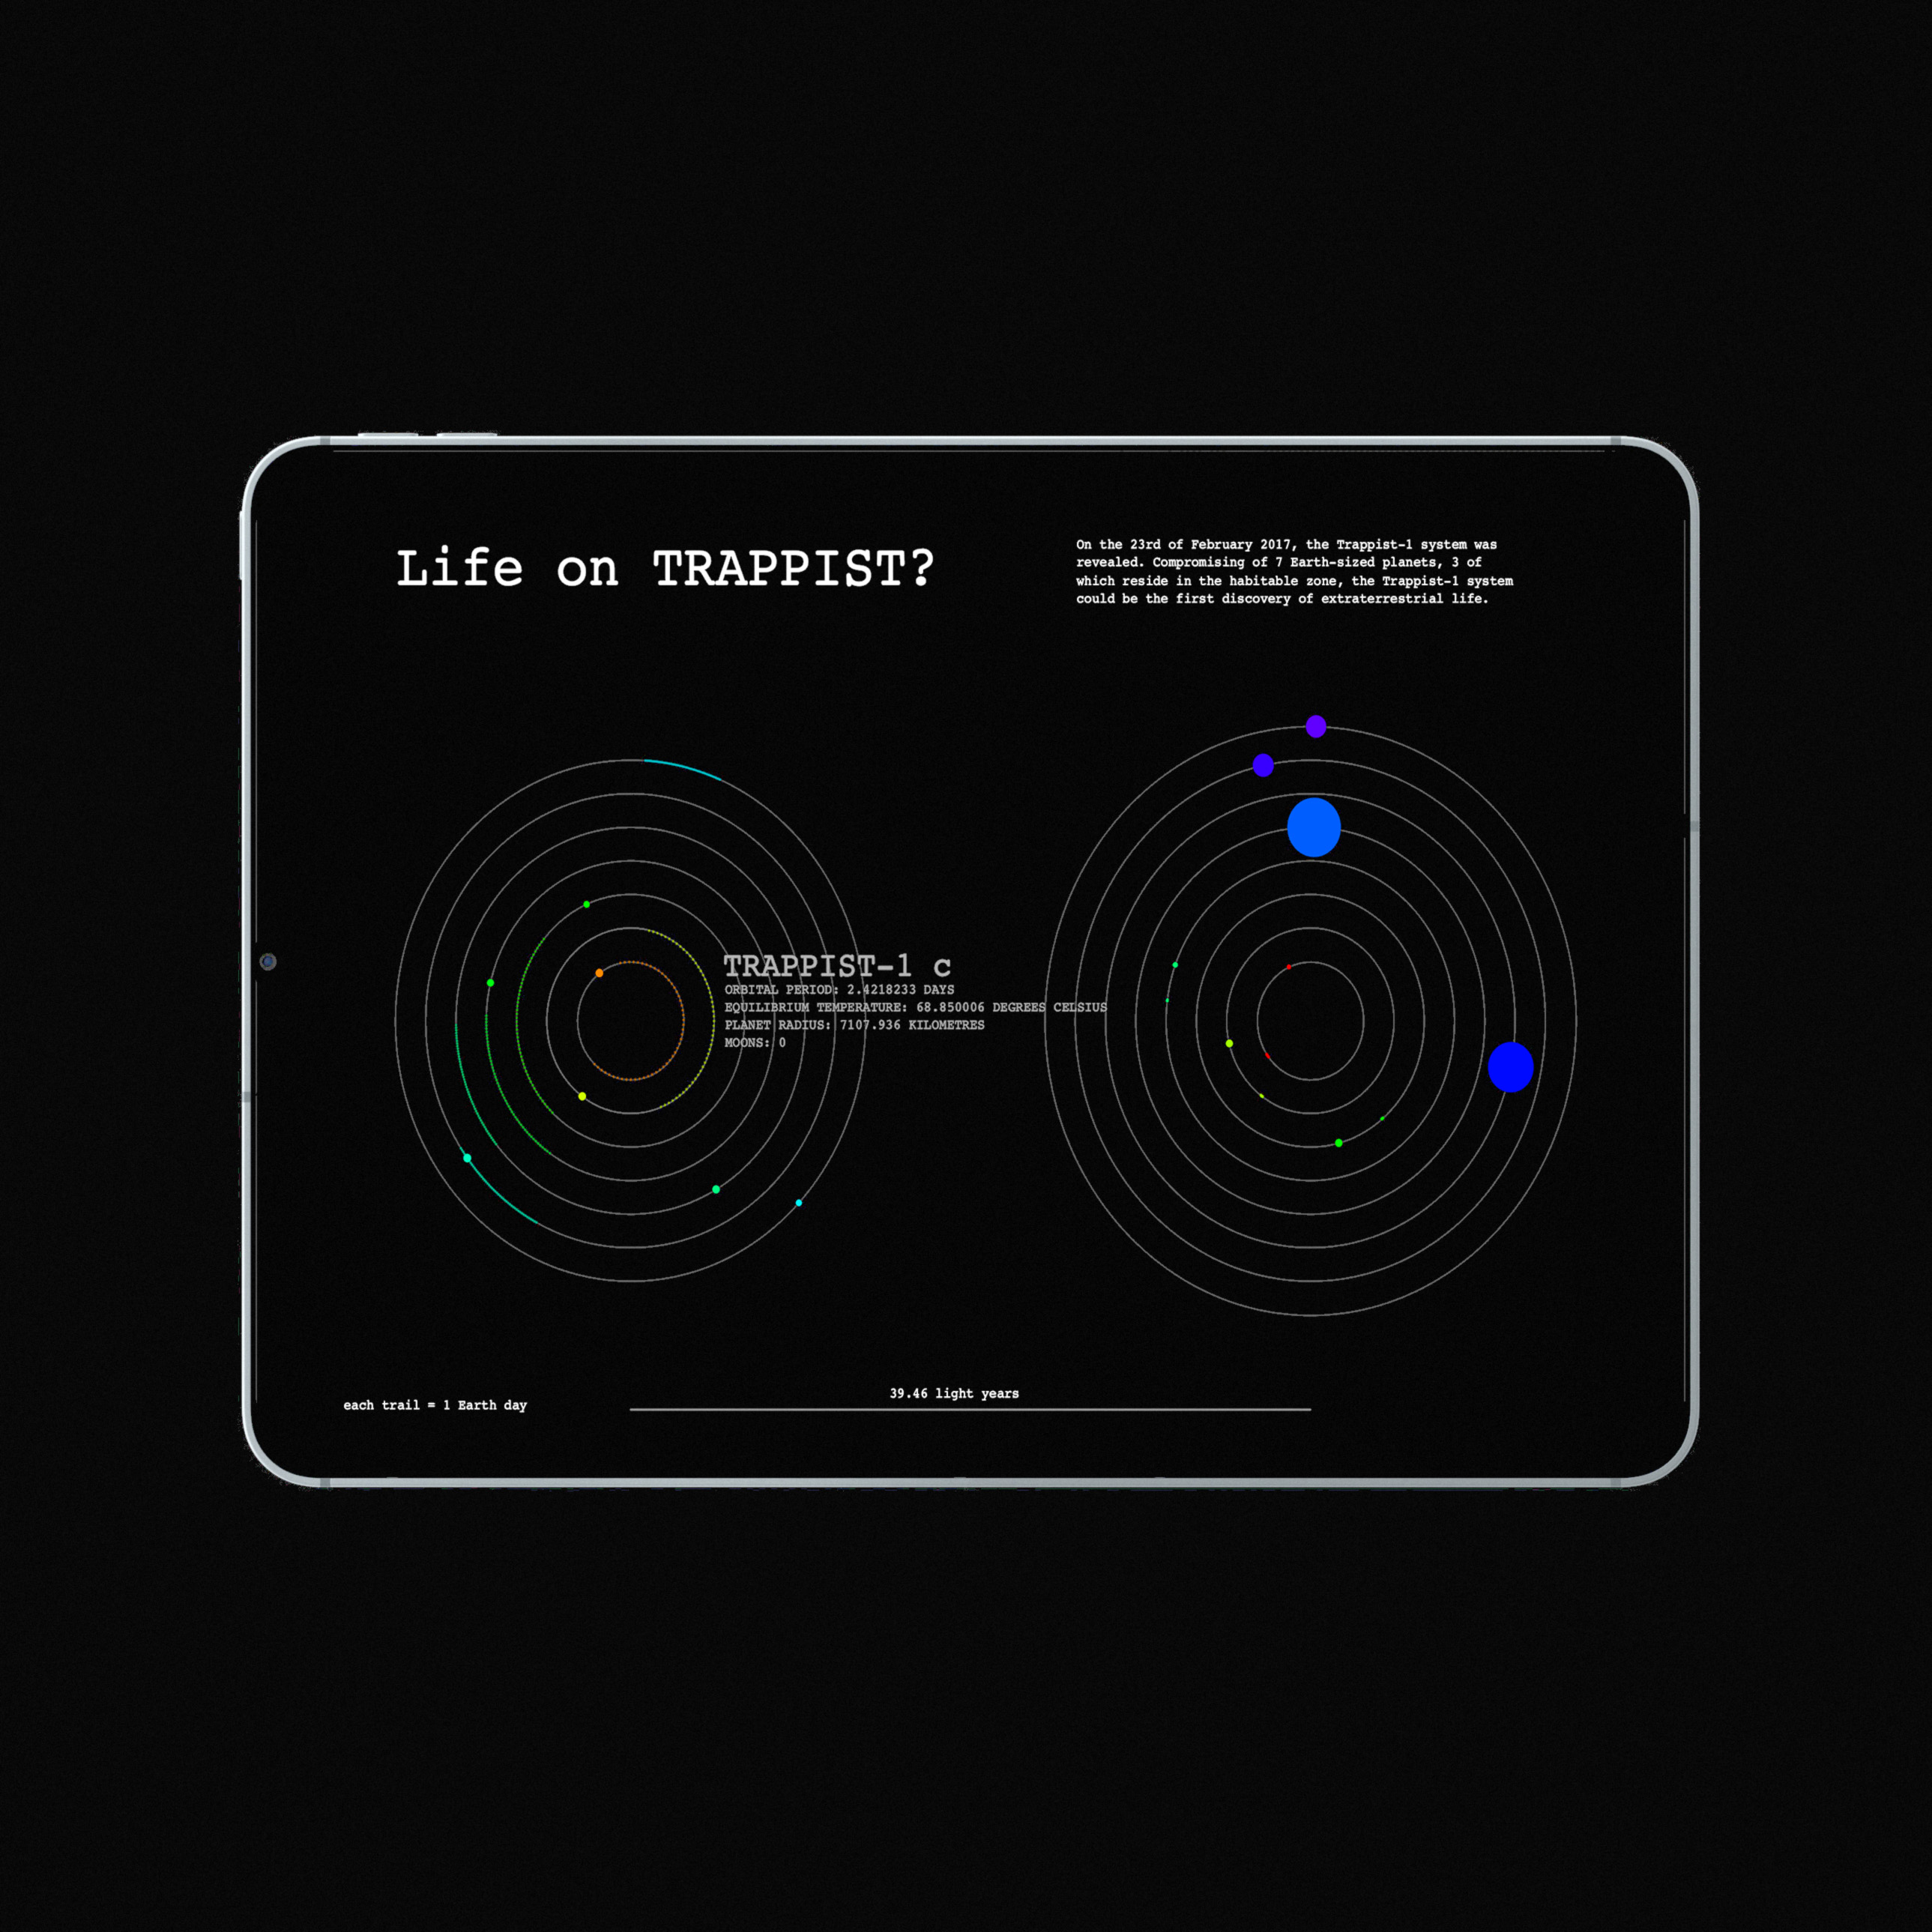 Life on TRAPPIST?
On the 23rd of February 2017, the Trappist-1 system was
revealed. Compromising of 7 Earth-sized planets, 3 of
which reside in the habitable zone, the Trappist-1 system
could be the first discovery of extraterrestrial life.
TRAPPIST-1 c
ORBITAL PERIOD: 2.4218233 DAYS
EQUILIBRIUM TEMPERATURE: 68.850006 DEGREES CELSIUS
PLANET RADIUS: 7107.936 KILOMETRES
MOONS: 0
each trail = 1 Earth day
39.46 light years